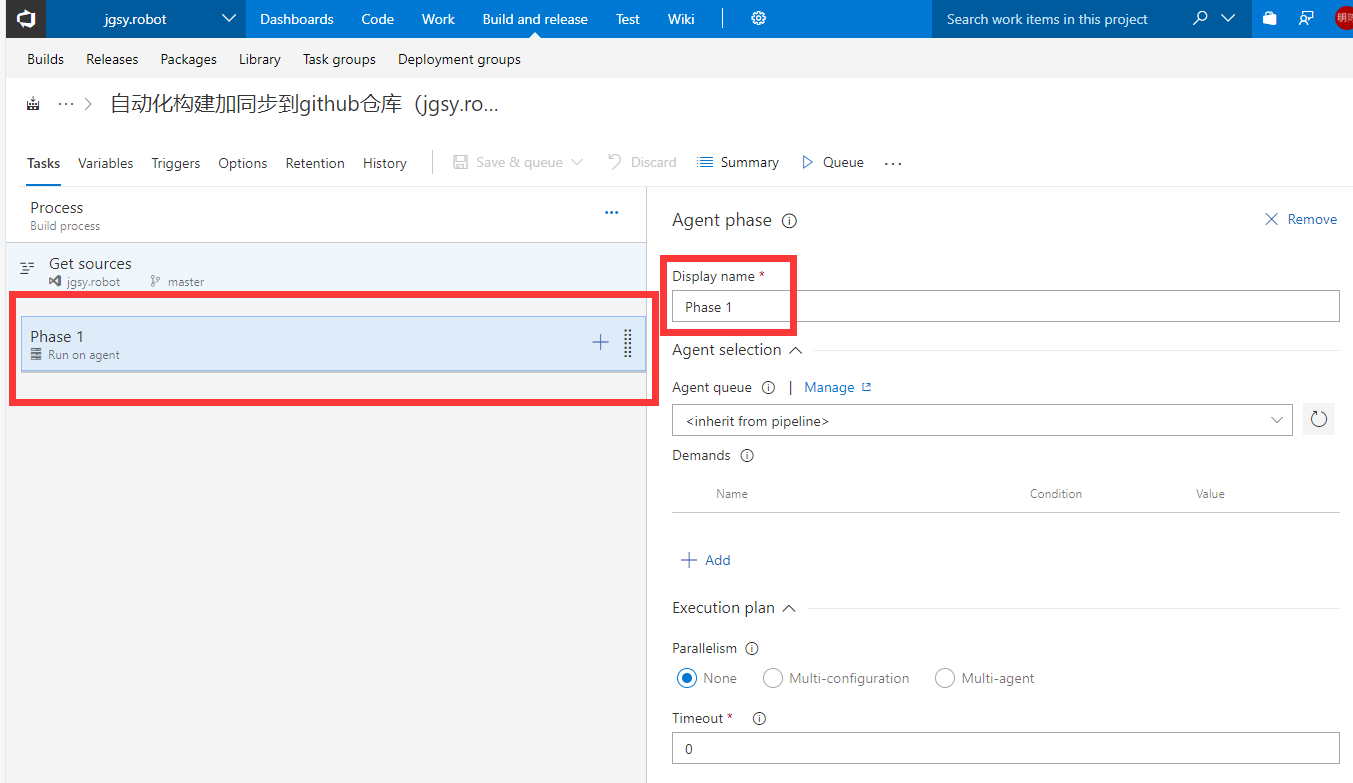 jgsy.robot Dashboards Code Work Build and release Test Wiki Search work items in this project 明阳
Builds Releases Packages Library Task groups Deployment groups
... > 自动化构建加同步到github仓库（jgsy.ro...
Tasks Variables Triggers Options Retention History Save & queue Discard Summary Queue ...
Process ...
Build process
Get sources
jgsy.robot master
Phase 1
Run on agent
Agent phase Remove
Display name *
Phase 1
Agent selection
Agent queue | Manage
<inherit from pipeline>
Demands
Name Condition Value
Add
Execution plan
Parallelism
None Multi-configuration Multi-agent
Timeout *
0